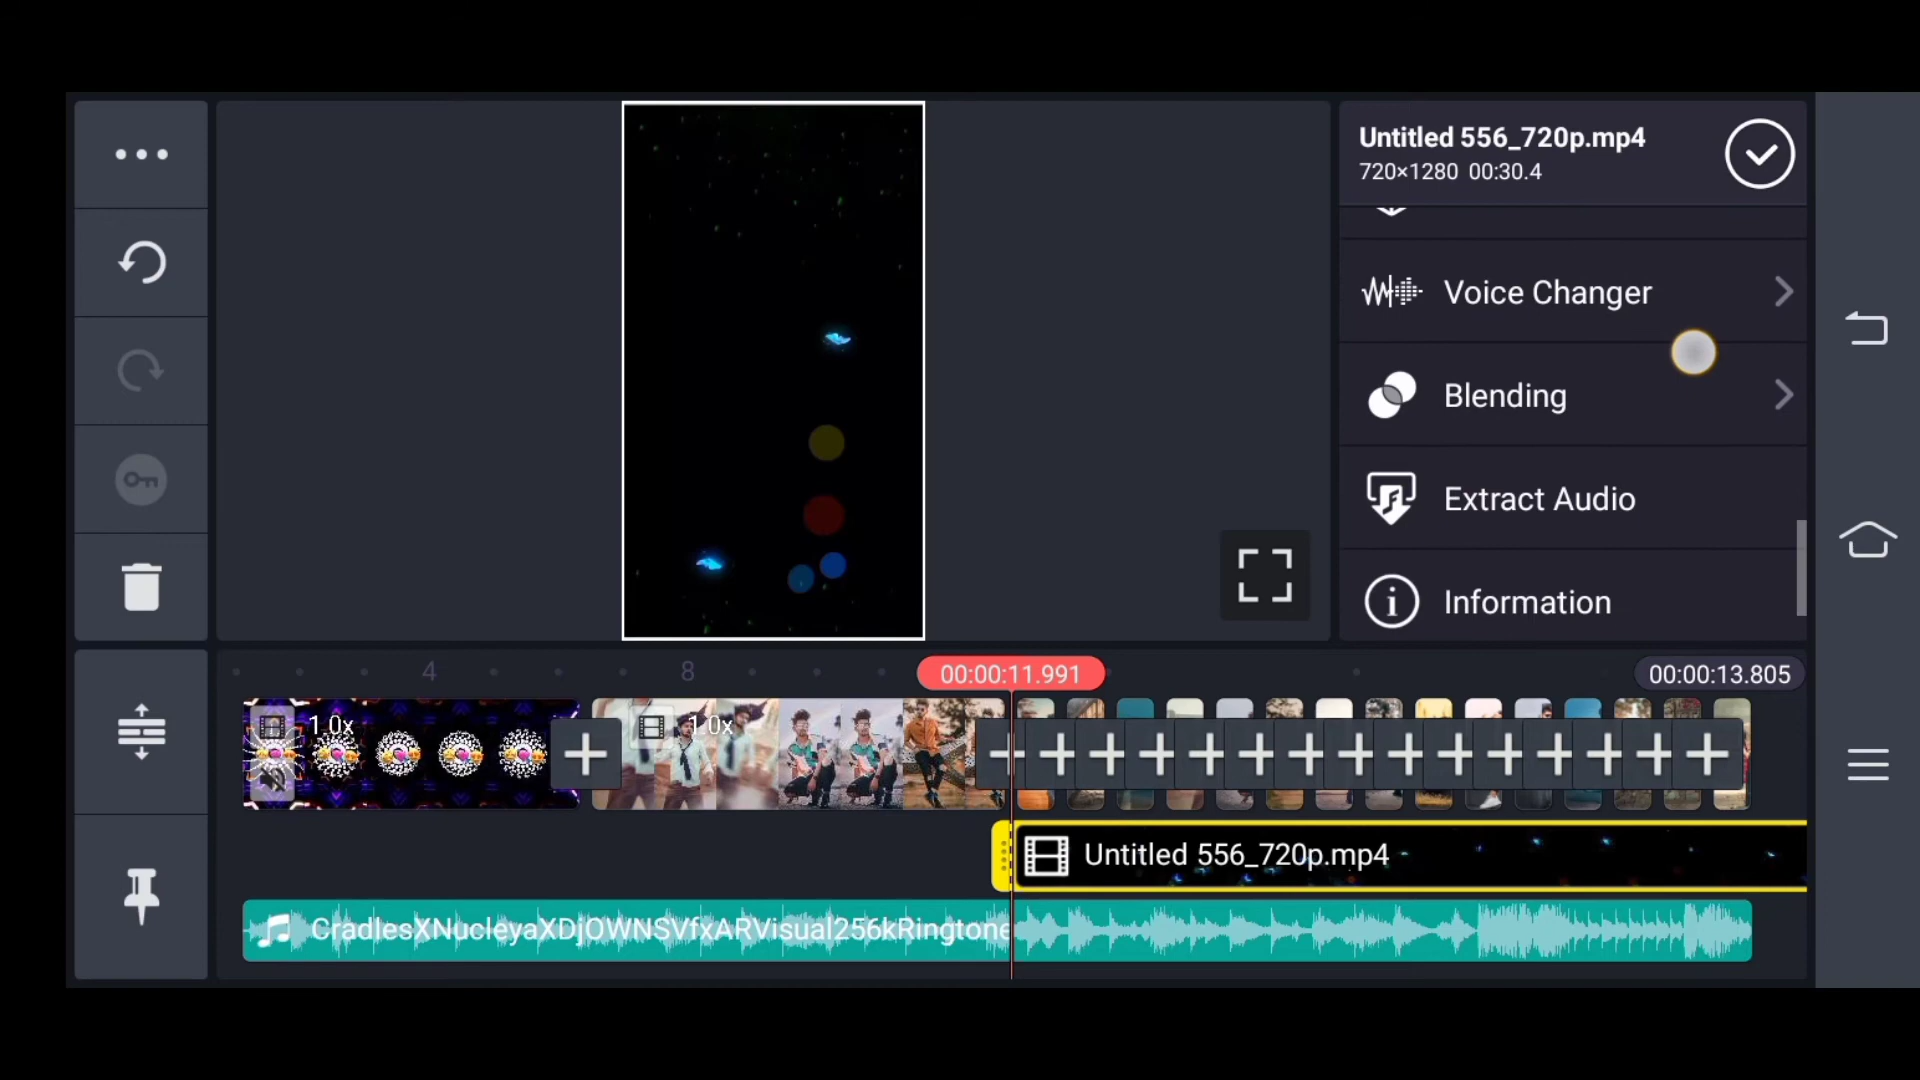 Untitled 556_720p.mp4
720×1280 00:30.4
Voice Changer
Blending
Extract Audio
Information
4
8
00:00:11.991
00:00:13.805
1.0x
1.0x
Untitled 556_720p.mp4
CradlesXNucleyaXDjOWNSVfxARVisual256kRingtone